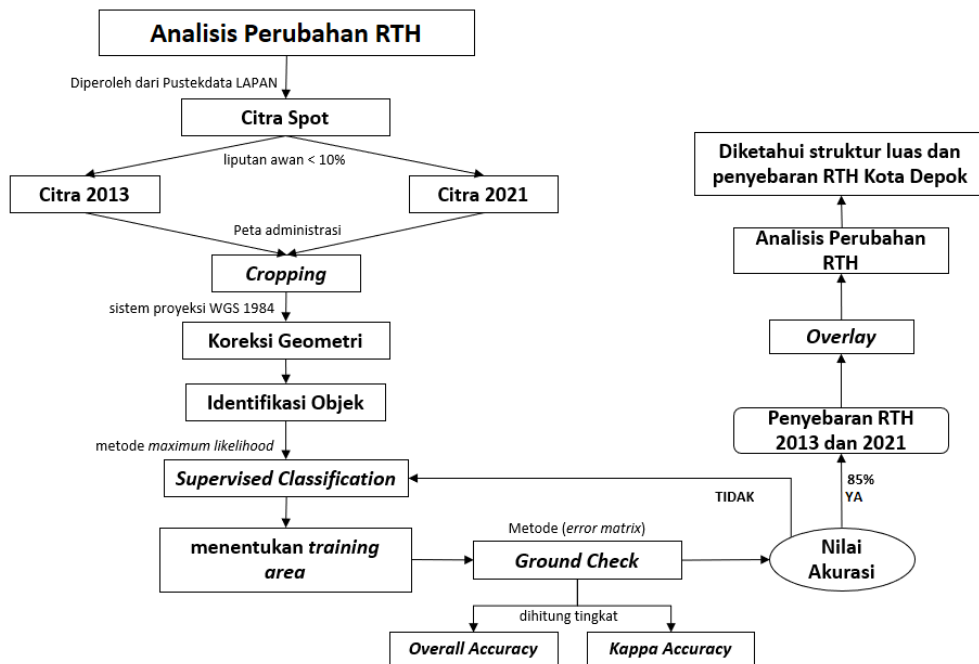 Analisis Perubahan RTH
Diperoleh dari Pustekdata LAPAN
Citra Spot
liputan awan < 10%
Citra 2013
Citra 2021
Peta administrasi
Cropping
sistem proyeksi WGS 1984
Koreksi Geometri
Identifikasi Objek
metode maximum likelihood
Supervised Classification
menentukan training
area
Metode (error matrix)
Ground Check
dihitung tingkat
Overall Accuracy
Kappa Accuracy
Nilai
Akurasi
TIDAK
85%
YA
Penyebaran RTH
2013 dan 2021
Overlay
Analisis Perubahan
RTH
Diketahui struktur luas dan
penyebaran RTH Kota Depok